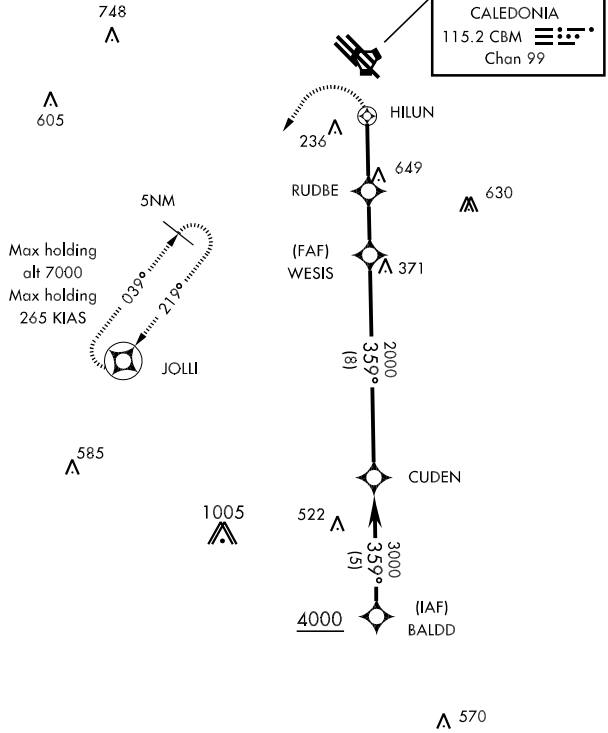 748
CALEDONIA
115.2 CBM
Chan 99
605
HILUN
236
649
RUDBE
630
5NM
(FAF)
WESIS
371
Max holding
alt 7000
Max holding
265 KIAS
039°
219°
JOLLI
2000
359°
(8)
585
CUDEN
1005
522
3000
359°
(5)
4000
(IAF)
BALDD
570